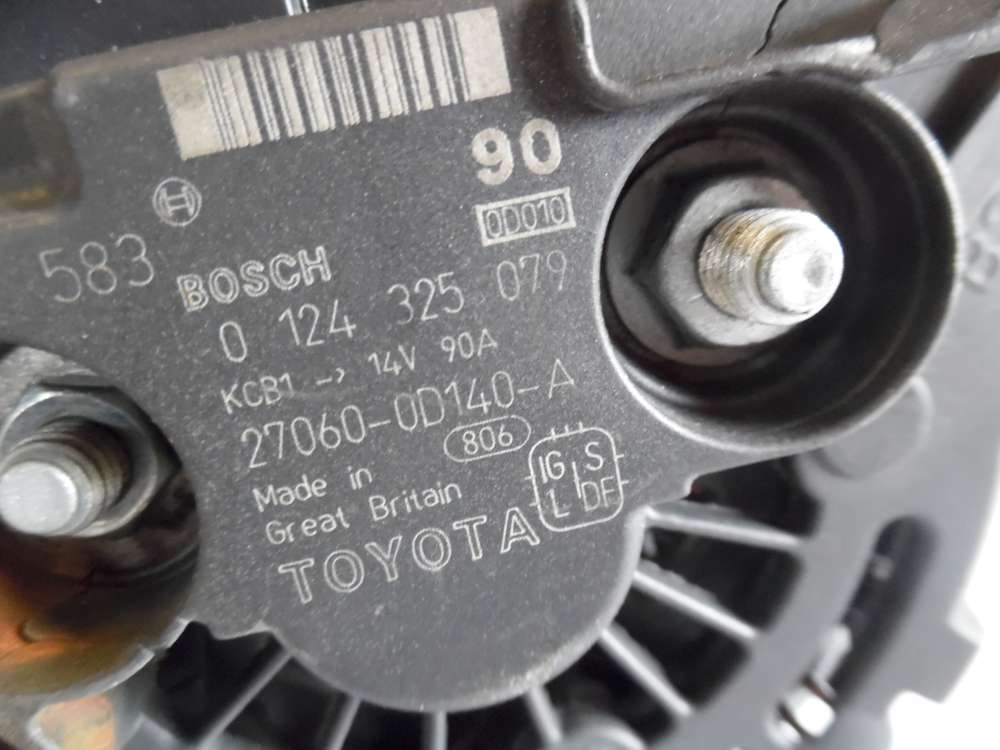 90
0D010
583
BOSCH
0 124 325 079
KCB1 -> 14V 90A
27060-0D140-A
806
Made in
Great Britain
IG S
L DF
TOYOTA